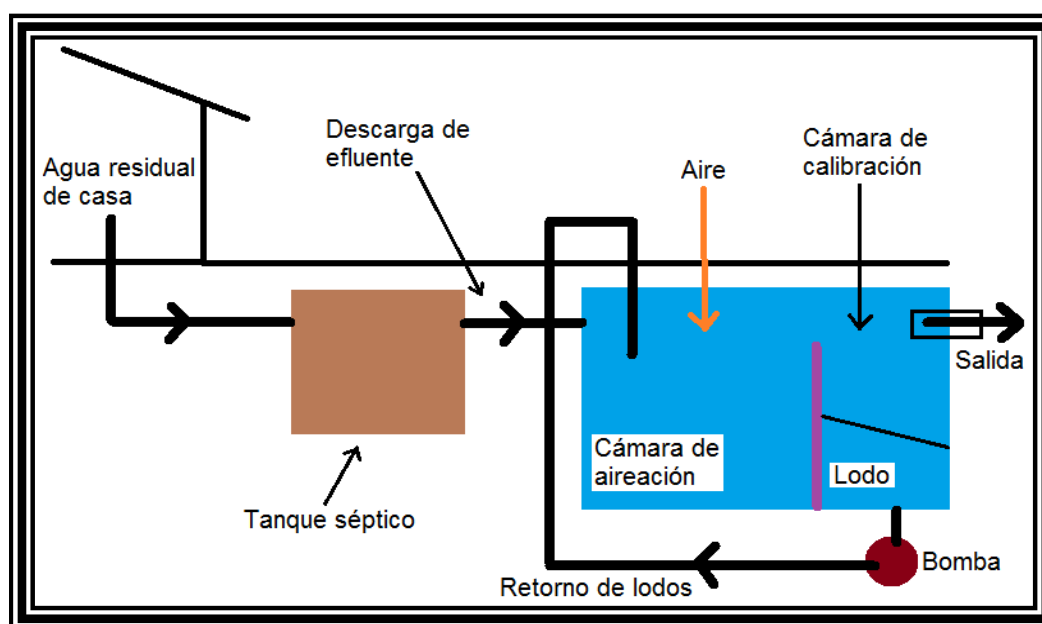 Agua residual
de casa
Descarga de
efluente
Aire
Cámara de
calibración
Salida
Cámara de
aireación
Lodo
Tanque séptico
Bomba
Retorno de lodos